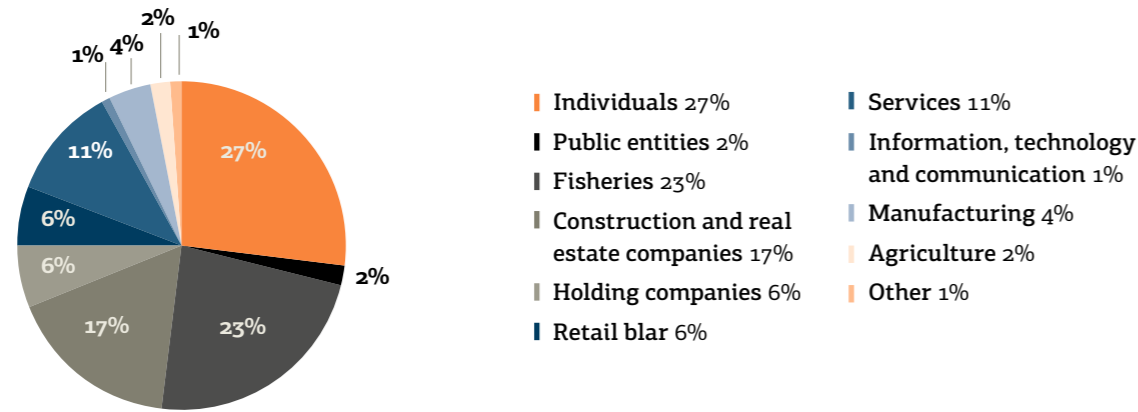 2%
1%
4%
1%
27%
11%
6%
6%
2%
17%
23%
Individuals 27%
Public entities 2%
Fisheries 23%
Construction and real
estate companies 17%
Holding companies 6%
Retail blar 6%
Services 11%
Information, technology
and communication 1%
Manufacturing 4%
Agriculture 2%
Other 1%